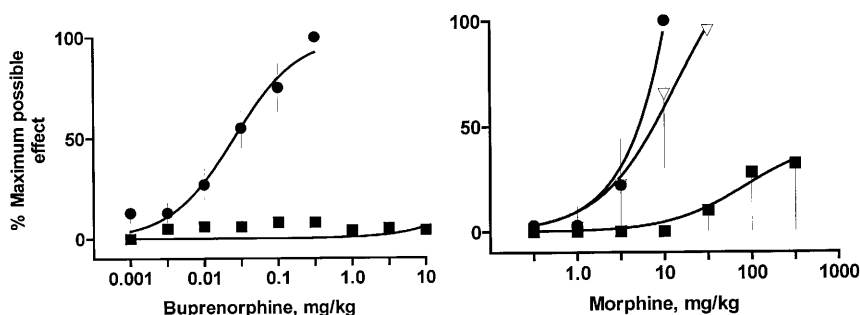 % Maximum possible
effect
100
50
0
0.001 0.01 0.1 1.0 10
Buprenorphine, mg/kg
100
50
0
1.0 10 100 1000
Morphine, mg/kg